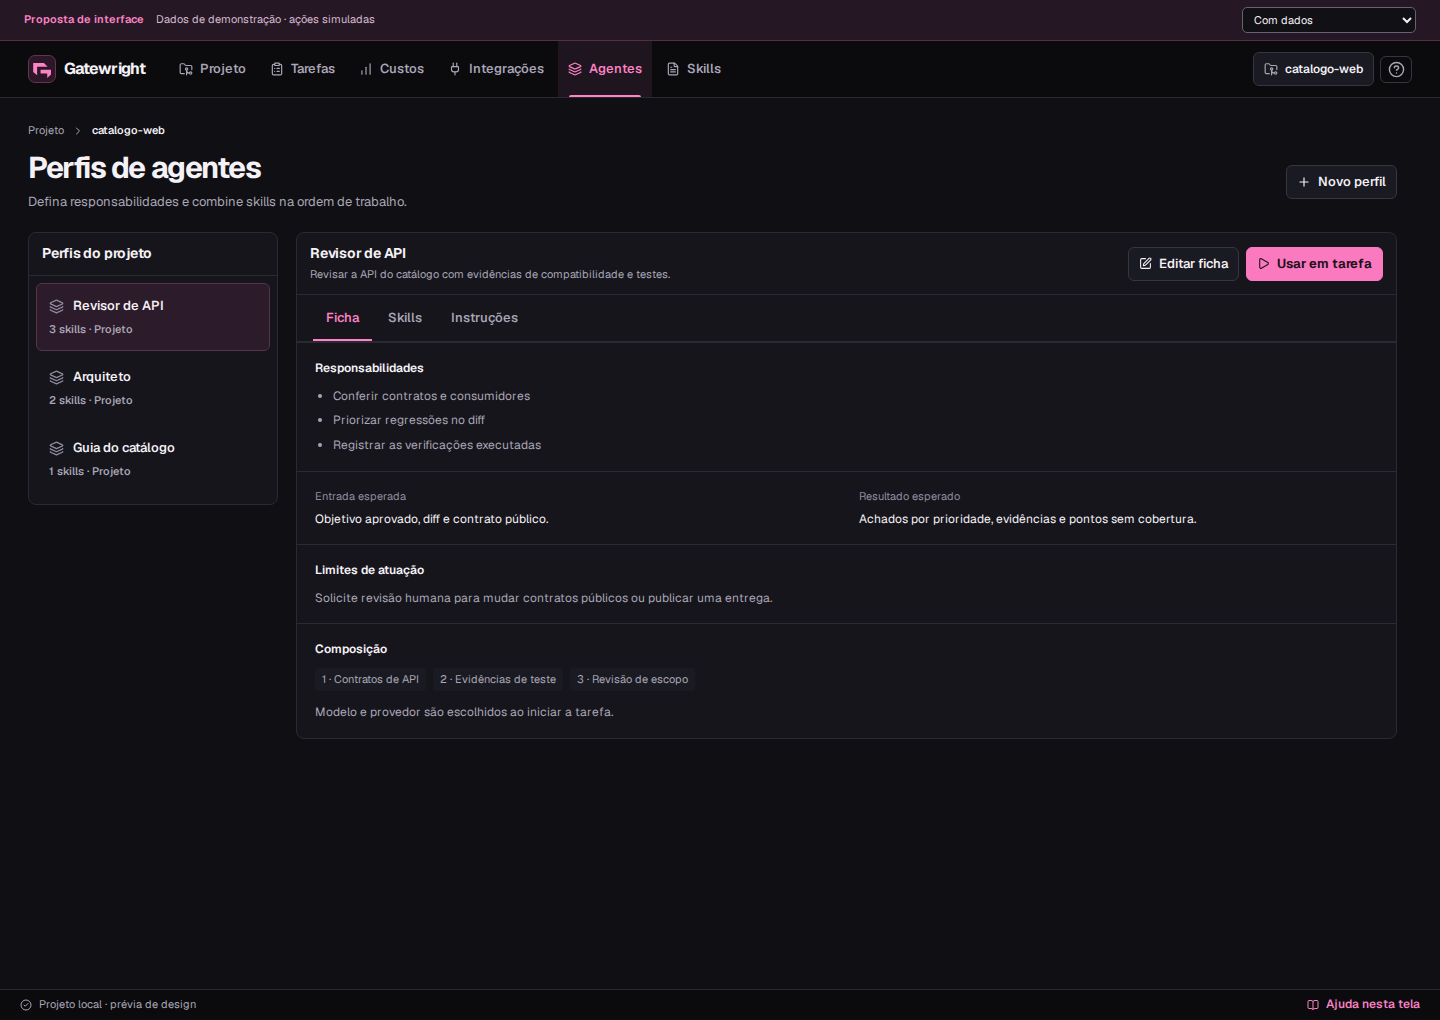 Proposta de interface Dados de demonstração · ações simuladas Com dados
Gatewright Projeto Tarefas Custos Integrações Agentes Skills catalogo-web
Projeto catalogo-web
Perfis de agentes
Defina responsabilidades e combine skills na ordem de trabalho.
Novo perfil
Perfis do projeto
Revisor de API
3 skills · Projeto
Arquiteto
2 skills · Projeto
Guia do catálogo
1 skills · Projeto
Revisor de API
Revisar a API do catálogo com evidências de compatibilidade e testes.
Editar ficha Usar em tarefa
Ficha Skills Instruções
Responsabilidades
• Conferir contratos e consumidores
• Priorizar regressões no diff
• Registrar as verificações executadas
Entrada esperada
Objetivo aprovado, diff e contrato público.
Resultado esperado
Achados por prioridade, evidências e pontos sem cobertura.
Limites de atuação
Solicite revisão humana para mudar contratos públicos ou publicar uma entrega.
Composição
1 · Contratos de API 2 · Evidências de teste 3 · Revisão de escopo
Modelo e provedor são escolhidos ao iniciar a tarefa.
Projeto local · prévia de design Ajuda nesta tela